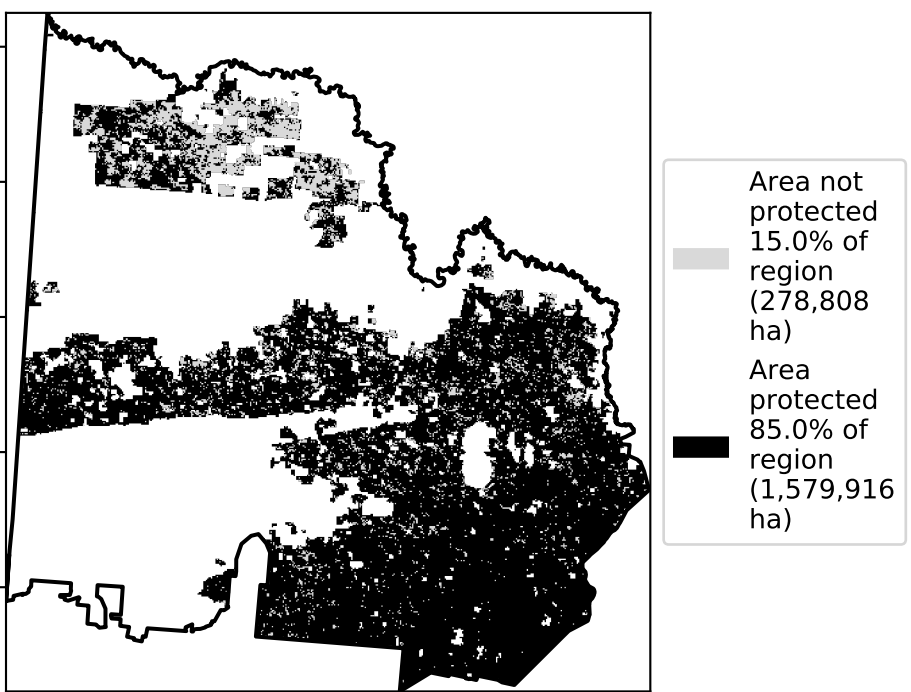 Area not
protected
15.0% of
region
(278,808
ha)
Area
protected
85.0% of
region
(1,579,916
ha)